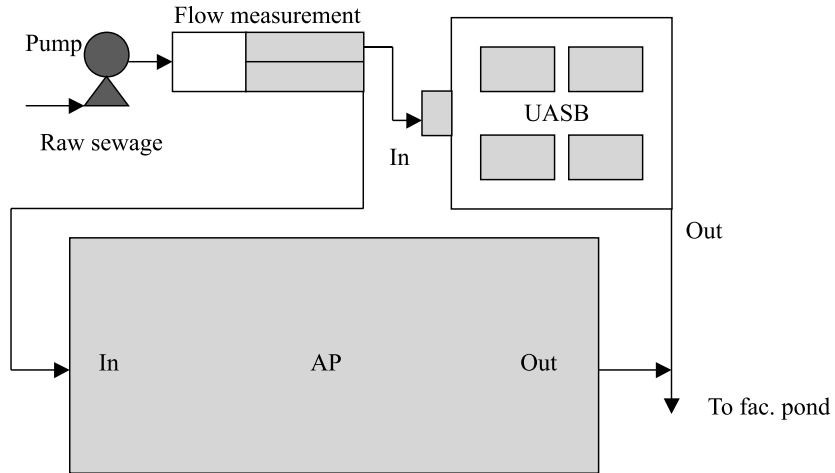 Flow measurement
Pump
Raw sewage
In
UASB
Out
In
AP
Out
To fac. pond